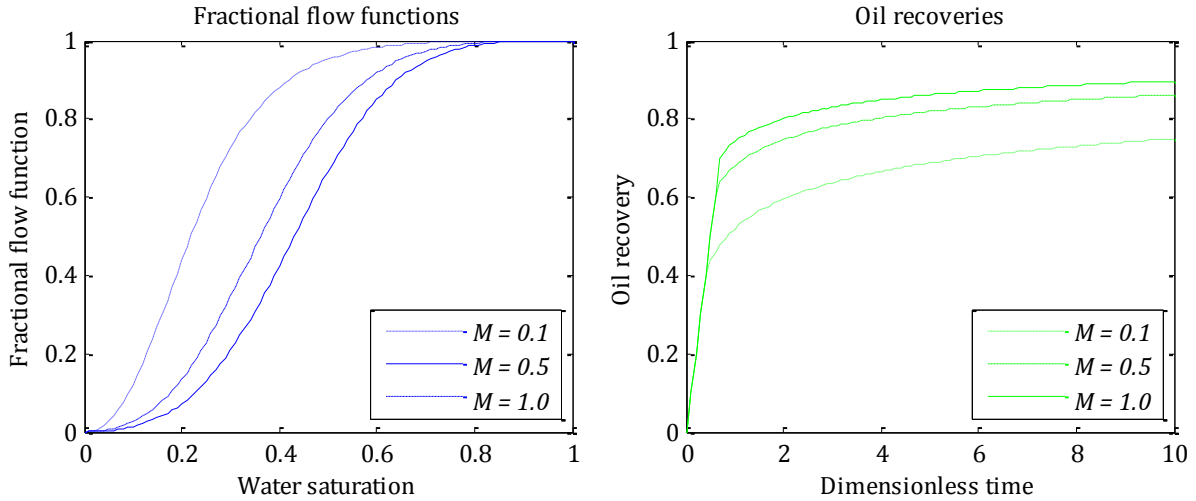 Fractional flow functions
Fractional flow function
1
0.8
0.6
0.4
0.2
0
0
0.2
0.4
0.6
0.8
1
Water saturation
M = 0.1
M = 0.5
M = 1.0
Oil recoveries
Oil recovery
1
0.8
0.6
0.4
0.2
0
0
2
4
6
8
10
Dimensionless time
M = 0.1
M = 0.5
M = 1.0